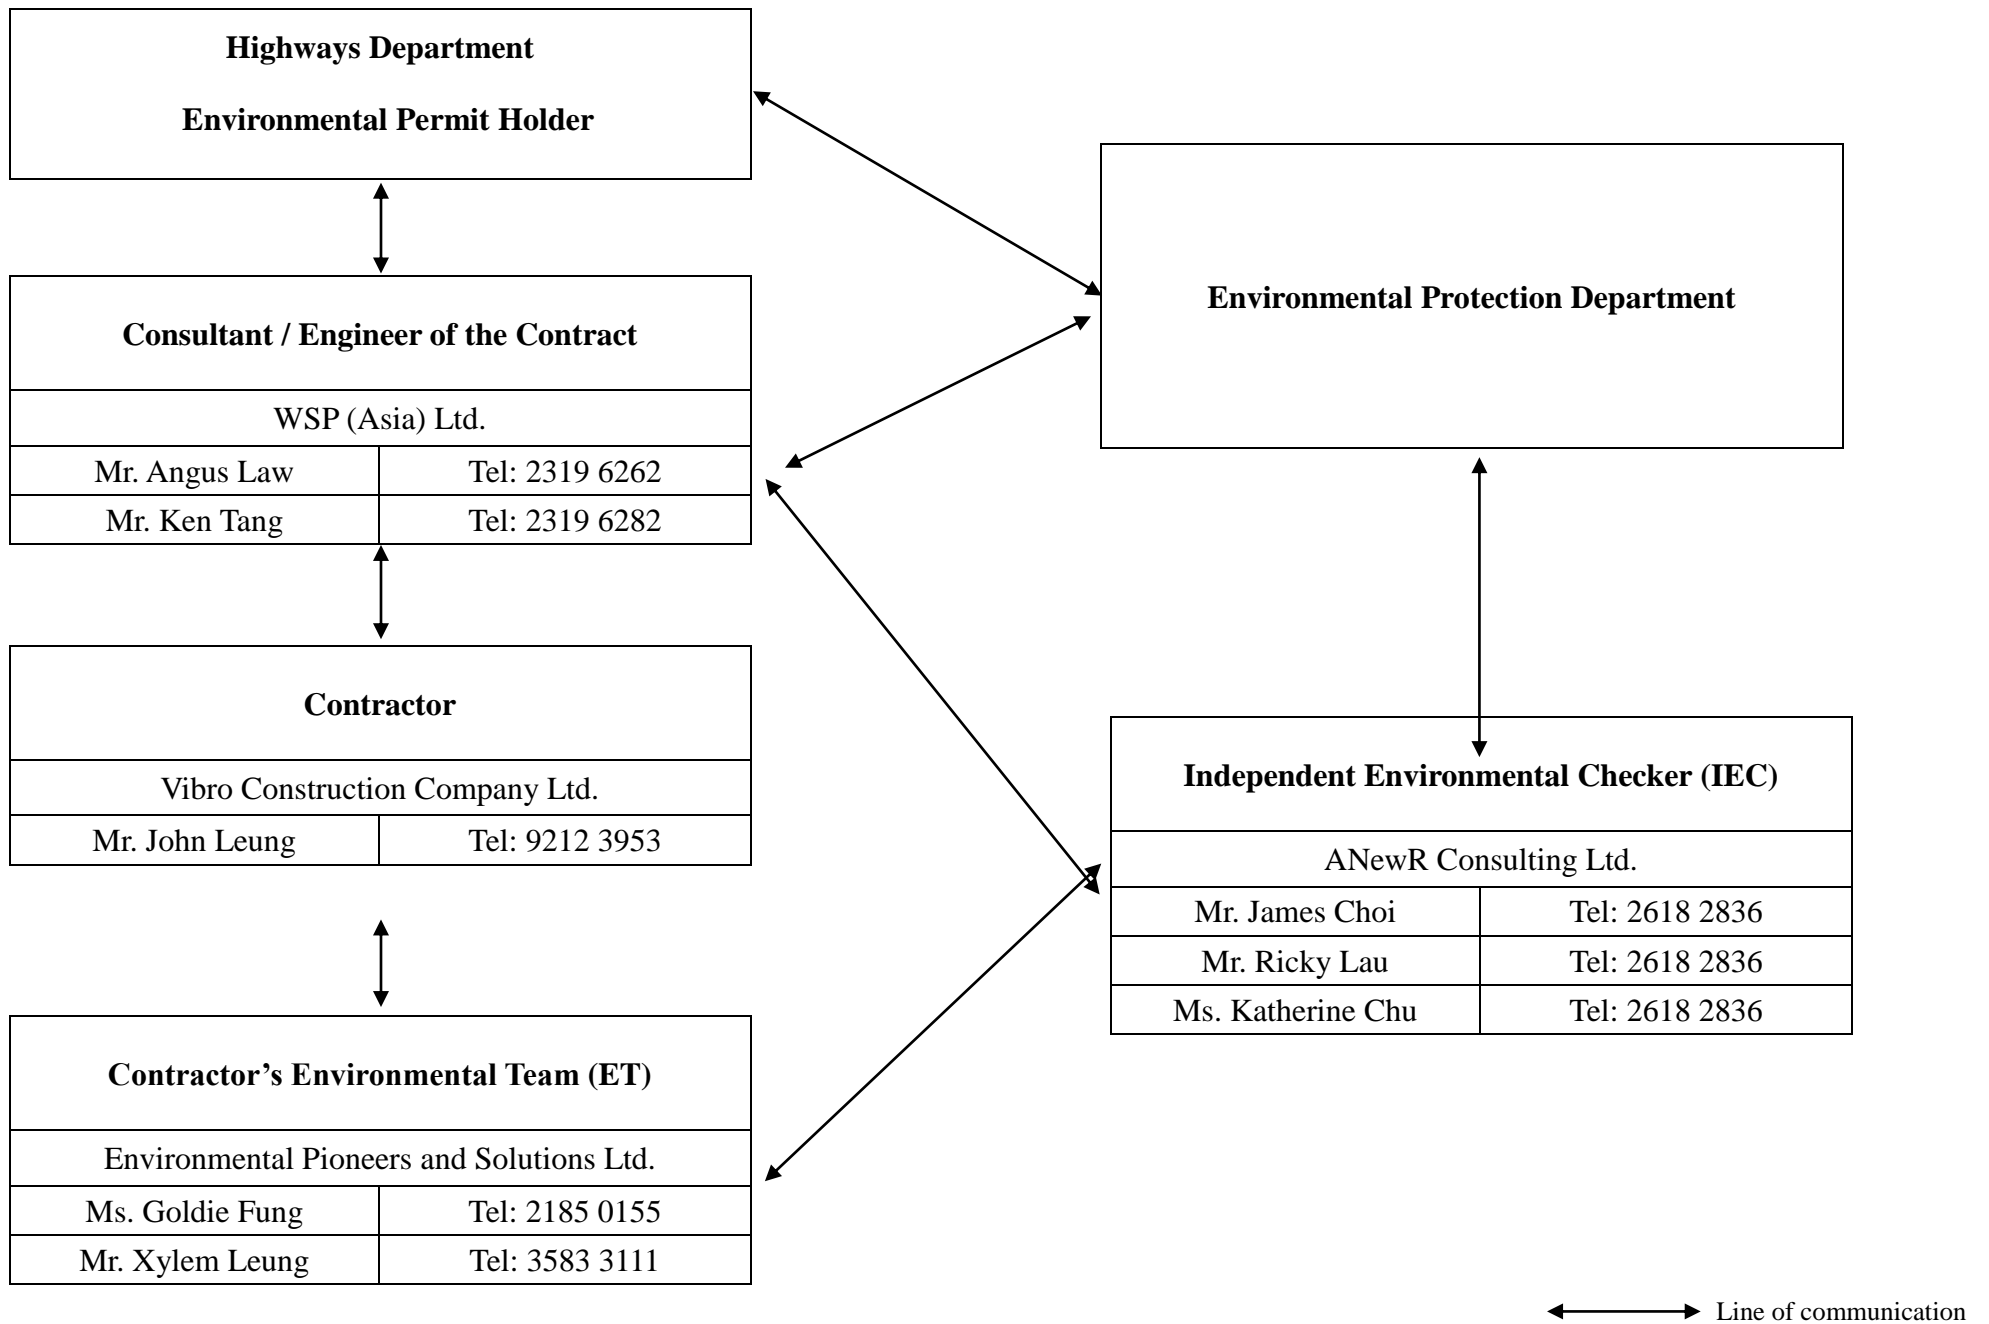 Highways Department
Environmental Permit Holder
Environmental Protection Department
Consultant / Engineer of the Contract
WSP (Asia) Ltd.
Mr. Angus Law Tel: 2319 6262
Mr. Ken Tang Tel: 2319 6282
Contractor
Vibro Construction Company Ltd.
Mr. John Leung Tel: 9212 3953
Independent Environmental Checker (IEC)
ANewR Consulting Ltd.
Mr. James Choi Tel: 2618 2836
Mr. Ricky Lau Tel: 2618 2836
Ms. Katherine Chu Tel: 2618 2836
Contractor’s Environmental Team (ET)
Environmental Pioneers and Solutions Ltd.
Ms. Goldie Fung Tel: 2185 0155
Mr. Xylem Leung Tel: 3583 3111
Line of communication